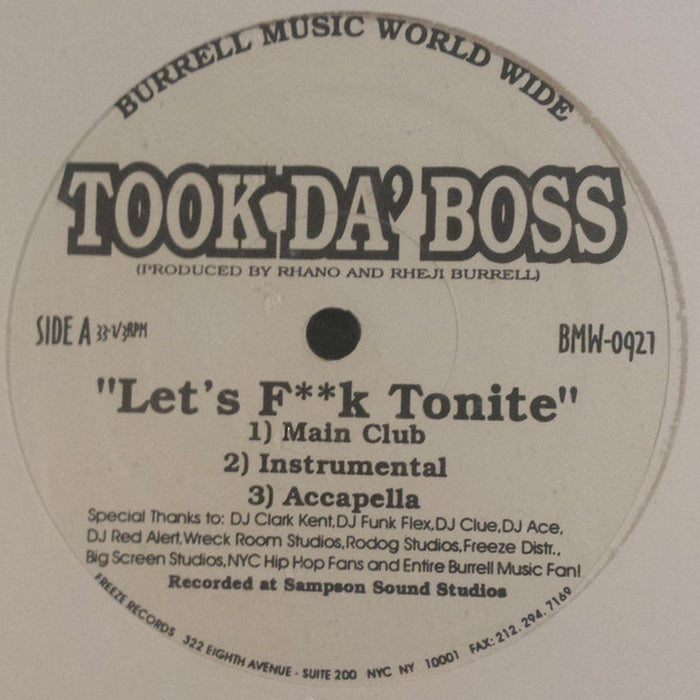 BURRELL MUSIC WORLD WIDE
TOOK DA' BOSS
(PRODUCED BY RHANO AND RHEJI BURRELL)
SIDE A 33-1/3RPM
BMW-0927
"Let's F**k Tonite"
1) Main Club
2) Instrumental
3) Accapella
Special Thanks to: DJ Clark Kent,DJ Funk Flex,DJ Clue,DJ Ace,
DJ Red Alert,Wreck Room Studios,Rodog Studios,Freeze Distr.,
Big Screen Studios,NYC Hip Hop Fans and Entire Burrell Music Fan!
Recorded at Sampson Sound Studios
FREEZE RECORDS 322 EIGHTH AVENUE - SUITE 200 NYC NY 10001 FAX: 212. 294. 7169